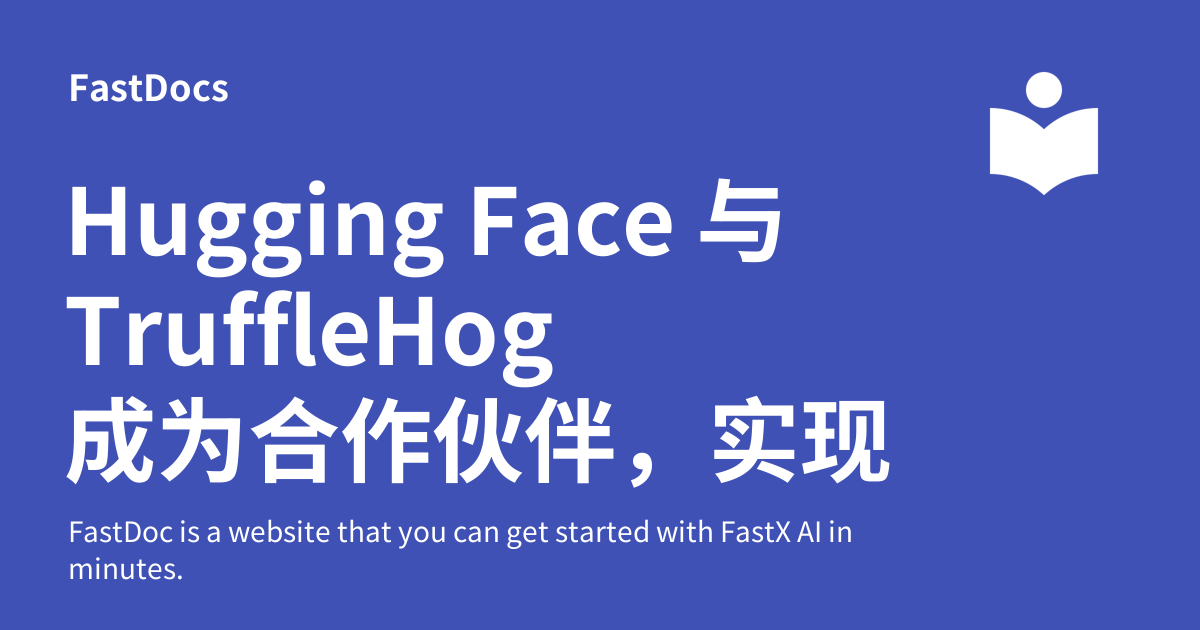 FastDocs
Hugging Face 与
TruffleHog
成为合作伙伴，实现
FastDoc is a website that you can get started with FastX AI in
minutes.